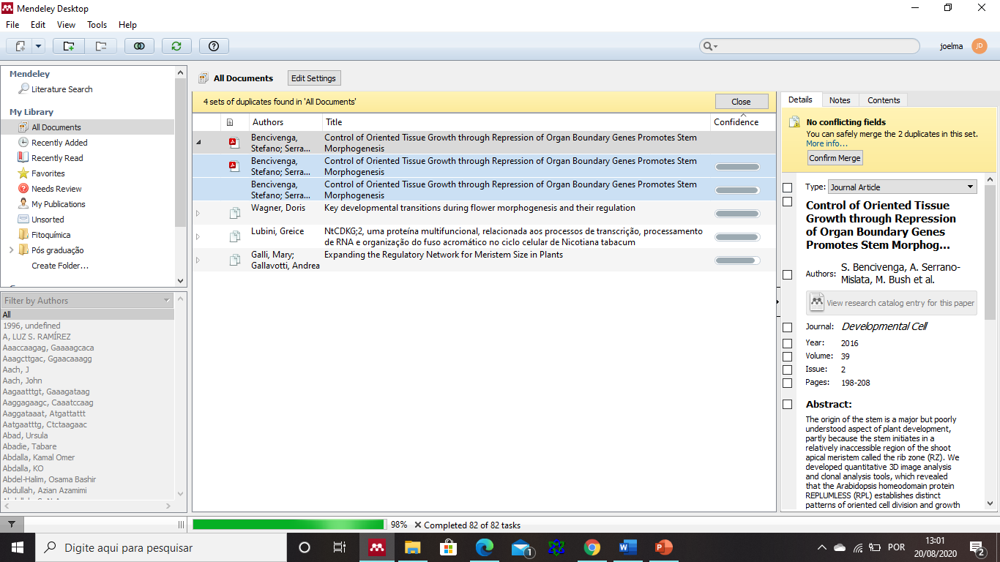 Mendeley Desktop
File Edit View Tools Help
joelma JD
Mendeley
Literature Search
My Library
All Documents
Recently Added
Recently Read
Favorites
Needs Review
My Publications
Unsorted
Fitoquímica
Pós graduação
Create Folder...
Filter by Authors
All
1996, undefined
A, LUZ S. RAMÍREZ
Aaaccaagag, Gaaaagcaca
Aaagcttgac, Ggaacaaagg
Aach, J
Aach, John
Aagaatttgt, Gaaagataag
Aaggagaagc, Caaatccaag
Aaggataaat, Atgattattt
Aatgaatttg, Ctctaagaac
Abad, Ursula
Abadie, Tabare
Abdalla, Kamal Omer
Abdalla, KO
Abdel-Halim, Osama Bashir
Abdullah, Azian Azamimi
All Documents Edit Settings
4 sets of duplicates found in 'All Documents' Close
Authors Title Confidence
Bencivenga, Control of Oriented Tissue Growth through Repression of Organ Boundary Genes Promotes Stem
Stefano; Serra... Morphogenesis
Bencivenga, Control of Oriented Tissue Growth through Repression of Organ Boundary Genes Promotes Stem
Stefano; Serra... Morphogenesis
Bencivenga, Control of Oriented Tissue Growth through Repression of Organ Boundary Genes Promotes Stem
Stefano; Serra... Morphogenesis
Wagner, Doris Key developmental transitions during flower morphogenesis and their regulation
Lubini, Greice NtCDKG;2, uma proteína multifuncional, relacionada aos processos de transcrição, processamento
de RNA e organização do fuso acromático no ciclo celular de Nicotiana tabacum
Galli, Mary; Expanding the Regulatory Network for Meristem Size in Plants
Gallavotti, Andrea
Details Notes Contents
No conflicting fields
You can safely merge the 2 duplicates in this set.
More info...
Confirm Merge
Type: Journal Article
Control of Oriented Tissue
Growth through Repression
of Organ Boundary Genes
Promotes Stem Morphog...
Authors: S. Bencivenga, A. Serrano-
Mislata, M. Bush et al.
View research catalog entry for this paper
Journal: Developmental Cell
Year: 2016
Volume: 39
Issue: 2
Pages: 198-208
Abstract:
The origin of the stem is a major but poorly
understood aspect of plant development,
partly because the stem initiates in a
relatively inaccessible region of the shoot
apical meristem called the rib zone (RZ). We
developed quantitative 3D image analysis
and clonal analysis tools, which revealed
that the Arabidopsis homeodomain protein
REPLUMLESS (RPL) establishes distinct
patterns of oriented cell division and growth
98% Completed 82 of 82 tasks
Digite aqui para pesquisar
1
POR
13:01
20/08/2020
2